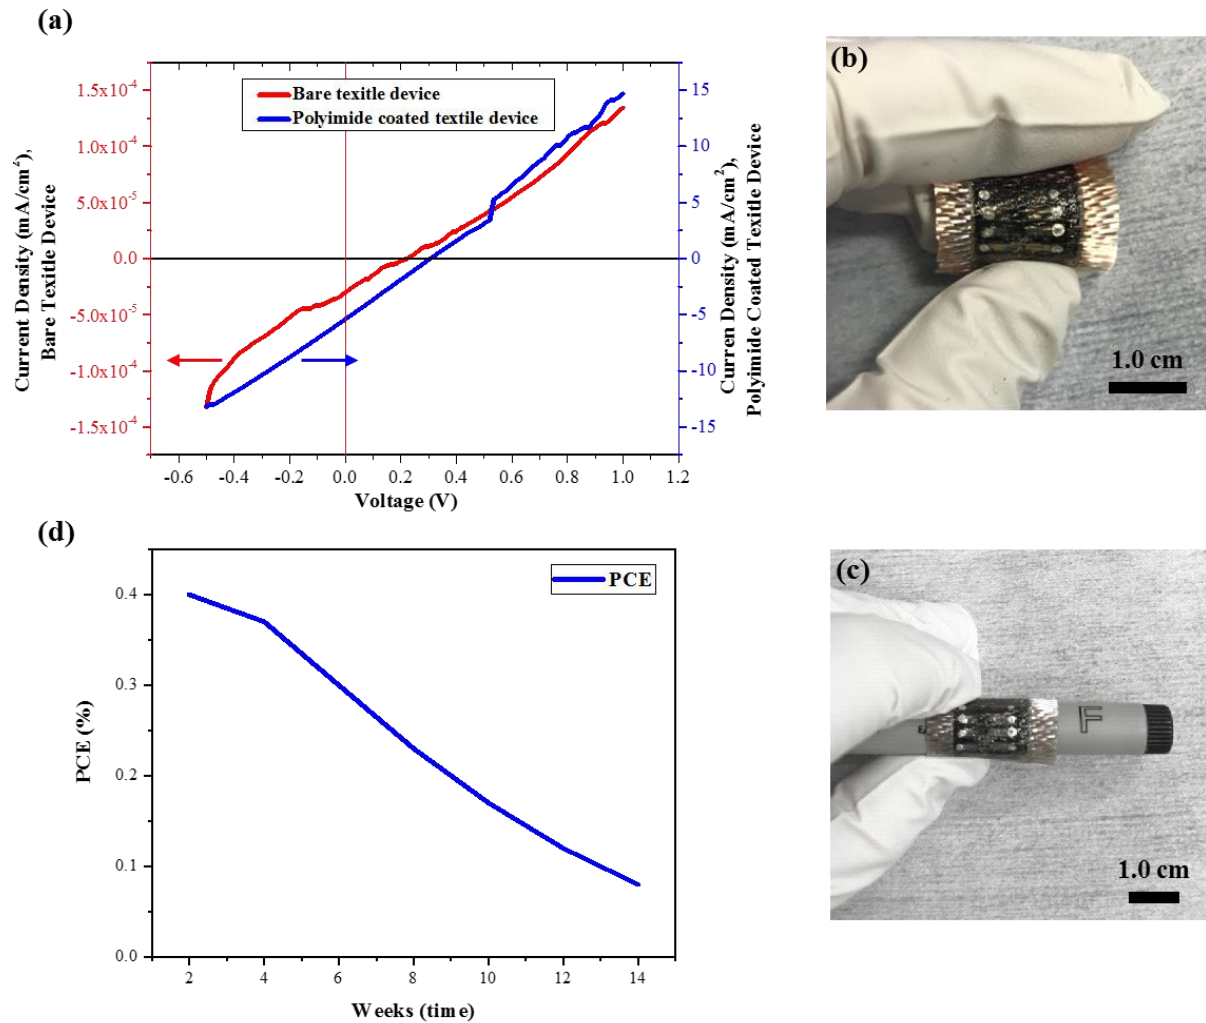 (a)
Bare texitle device
Polyimide coated textile device
1.5x10⁻⁴
1.0x10⁻⁴
5.0x10⁻⁵
0.0
-5.0x10⁻⁵
-1.0x10⁻⁴
-1.5x10⁻⁴
Current Density (mA/cm²),
Bare Textile Device
15
10
5
0
-5
-10
-15
Curren Density (mA/cm²),
Polyimide Coated Texitle Device
-0.6 -0.4 -0.2 0.0 0.2 0.4 0.6 0.8 1.0 1.2
Voltage (V)
(b)
1.0 cm
(d)
PCE
0.4
0.3
0.2
0.1
0.0
PCE (%)
2 4 6 8 10 12 14
Weeks (time)
(c)
F
1.0 cm